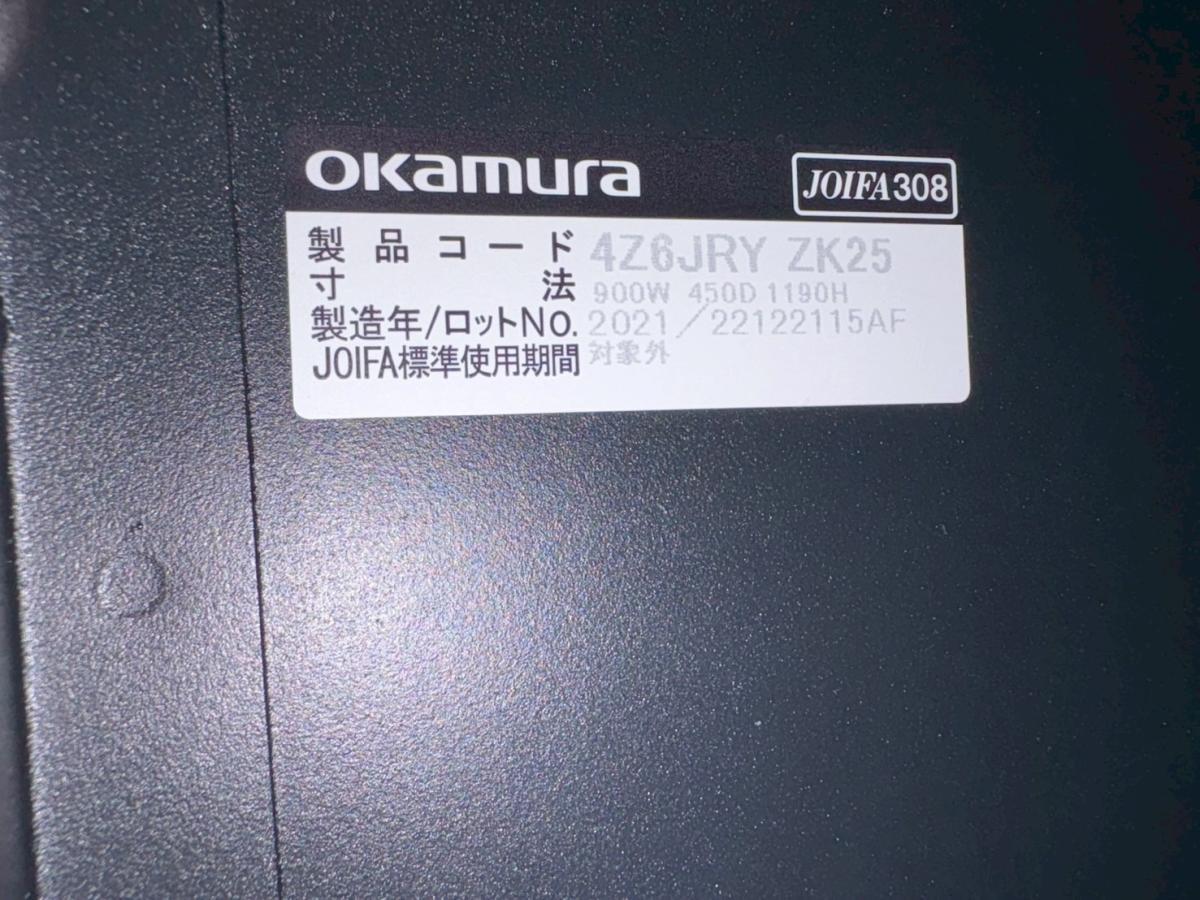 okamura
JOIFA308
製品コード 4Z6JRY ZK25
寸法 900W 450D 1190H
製造年/ロットNo. 2021/22122115AF
JOIFA標準使用期間 対象外